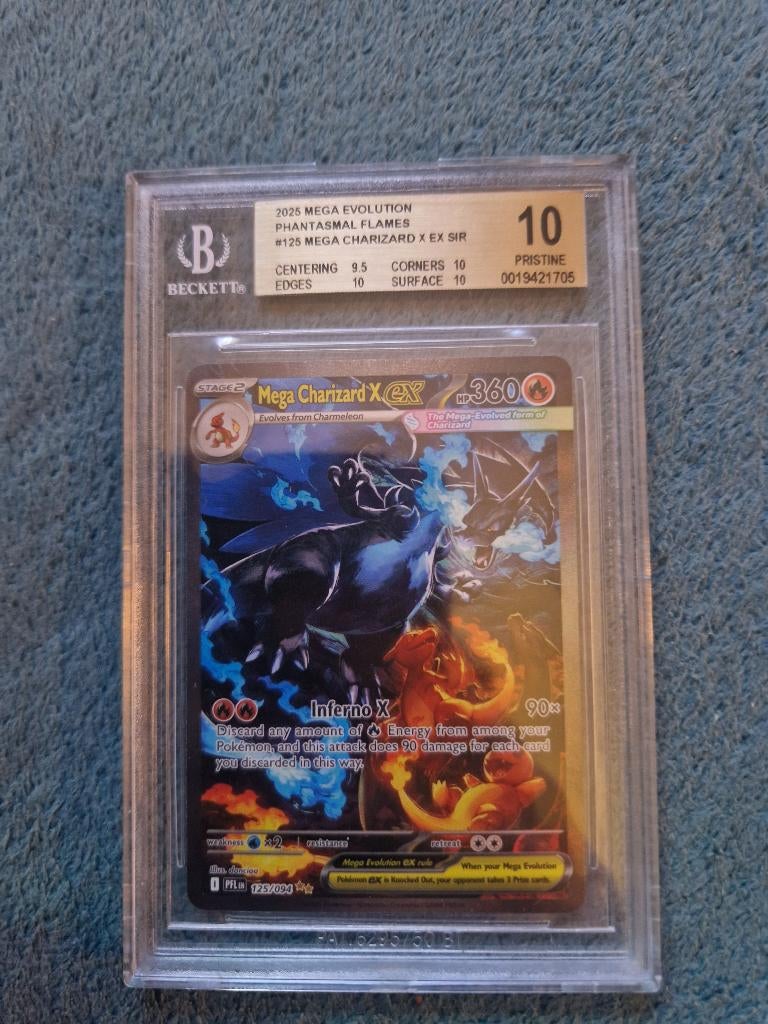 2025 MEGA EVOLUTION
PHANTASMAL FLAMES
#125 MEGA CHARIZARD X EX SIR
CENTERING 9.5 CORNERS 10
EDGES 10 SURFACE 10
10
PRISTINE
0019421705
B
BECKETT®
STAGE2
Mega Charizard X ex
HP360
Evolves from Charmeleon
The Mega-Evolved form of
Charizard
Inferno X 90×
Discard any amount of Energy from among your
Pokémon, and this attack does 90 damage for each card
you discarded in this way.
weakness ×2 resistance retreat
Illus. danciao
I PFL EN 125/094
Mega Evolution ex rule
When your Mega Evolution
Pokémon ex is Knocked Out, your opponent takes 3 Prize cards.